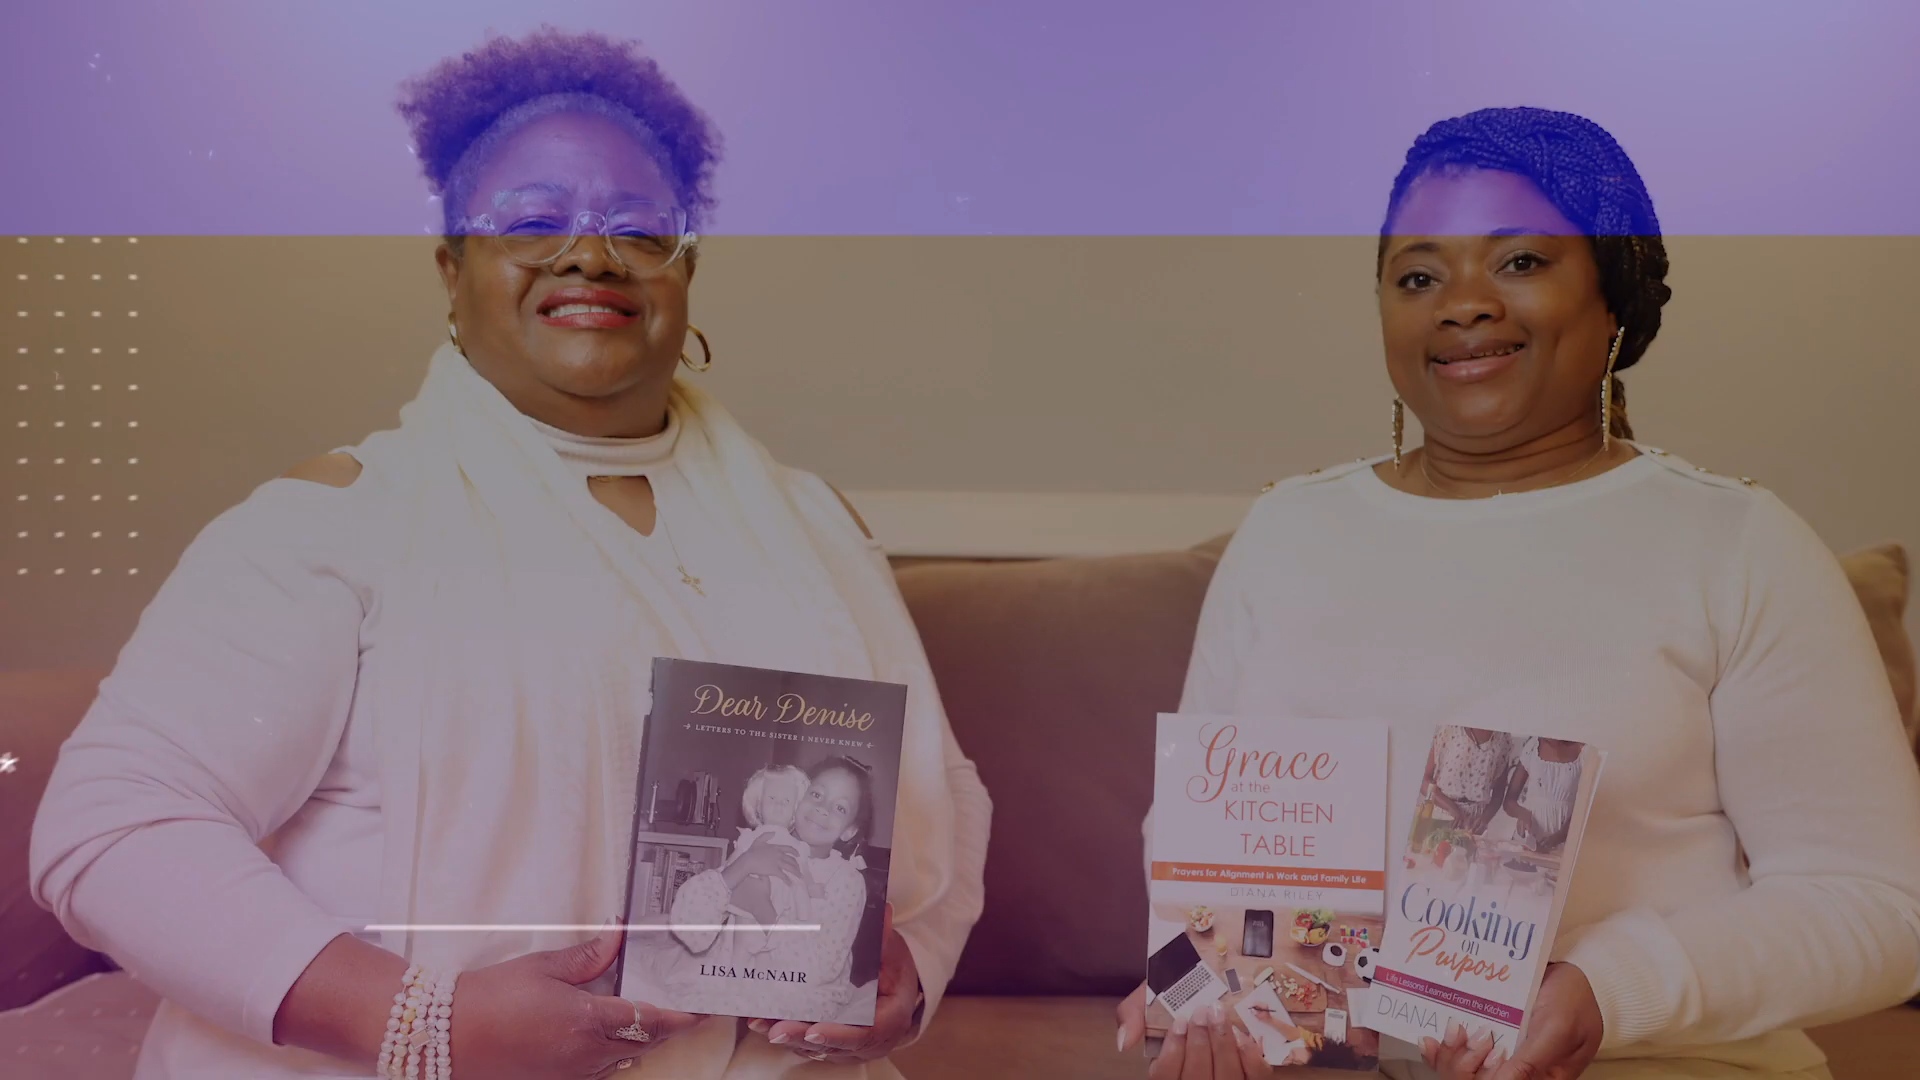 Dear Denise
LETTERS TO THE SISTER I NEVER KNEW
LISA McNAIR
Grace
at the
KITCHEN
TABLE
Prayers for Alignment in Work and Family Life
DIANA RILEY
Cooking
on
Purpose
Life Lessons Learned From the Kitchen
DIANA